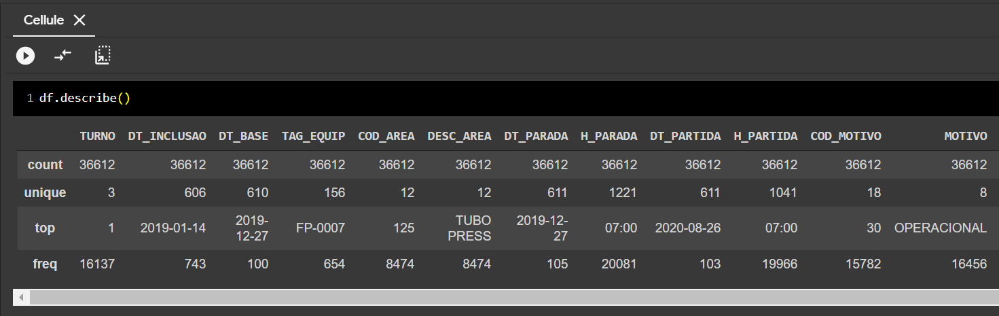 Cellule
1 df.describe()
TURNO DT_INCLUSAO DT_BASE TAG_EQUIP COD_AREA DESC_AREA DT_PARADA H_PARADA DT_PARTIDA H_PARTIDA COD_MOTIVO MOTIVO
count 36612 36612 36612 36612 36612 36612 36612 36612 36612 36612 36612 36612
unique 3 606 610 156 12 12 611 1221 611 1041 18 8
top 1 2019-01-14 2019-12-27 FP-0007 125 TUBO PRESS 2019-12-27 07:00 2020-08-26 07:00 30 OPERACIONAL
freq 16137 743 100 654 8474 8474 105 20081 103 19966 15782 16456